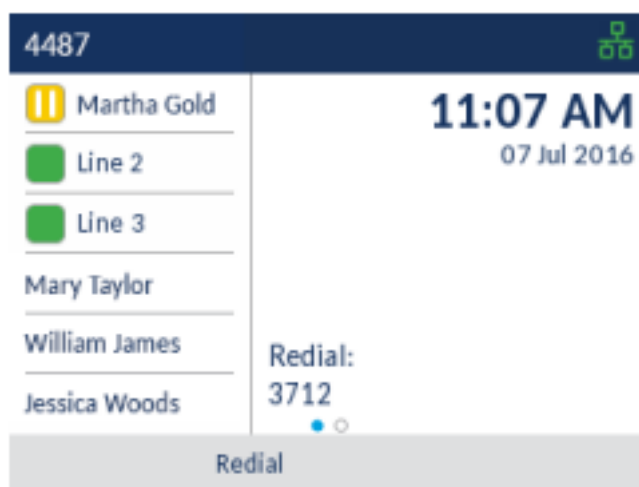 4487
Martha Gold
Line 2
Line 3
Mary Taylor
William James
Jessica Woods
11:07 AM
07 Jul 2016
Redial:
3712
Redial